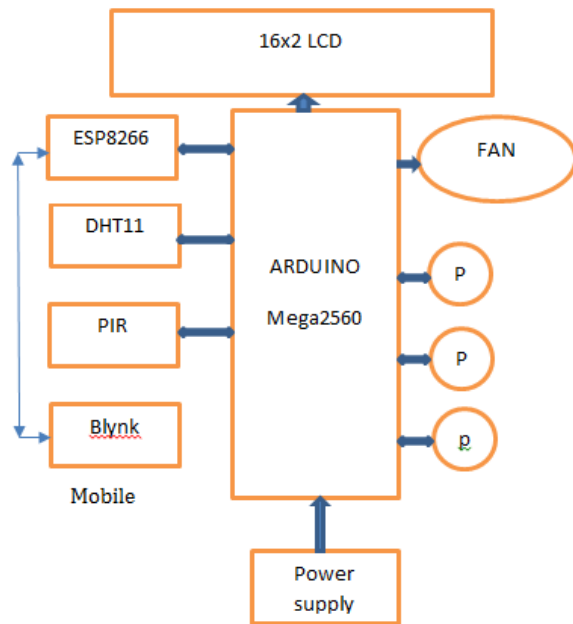 16x2 LCD
ESP8266
FAN
DHT11
ARDUINO
Mega2560
P
PIR
P
Blynk
p
Mobile
Power
supply